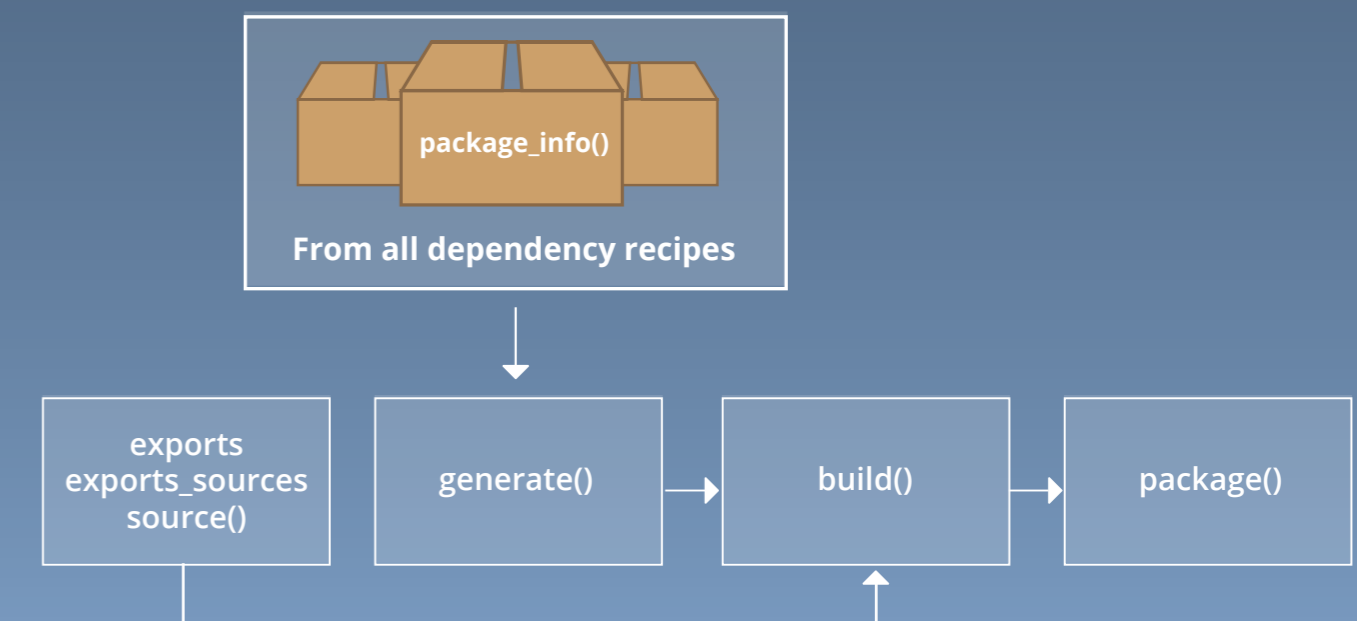 package_info()
From all dependency recipes
exports
exports_sources
source()
generate()
build()
package()